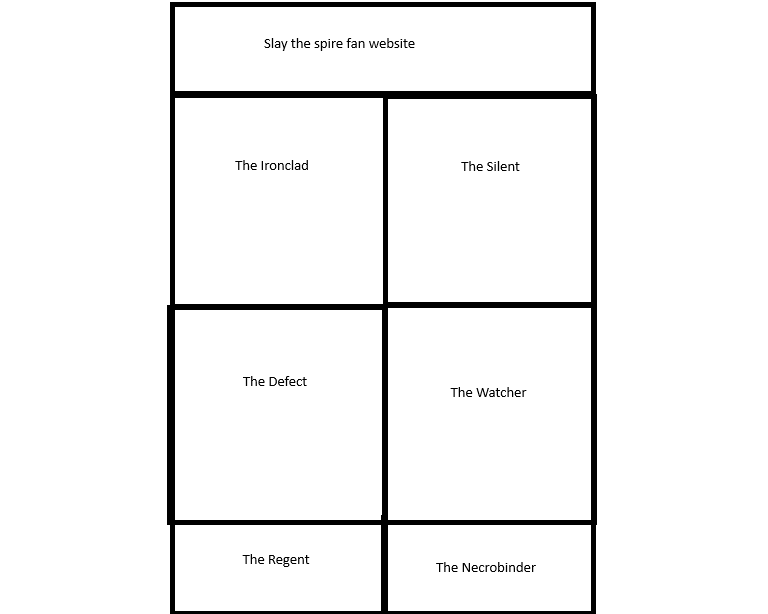 Slay the spire fan website
The Ironclad
The Silent
The Defect
The Watcher
The Regent
The Necrobinder